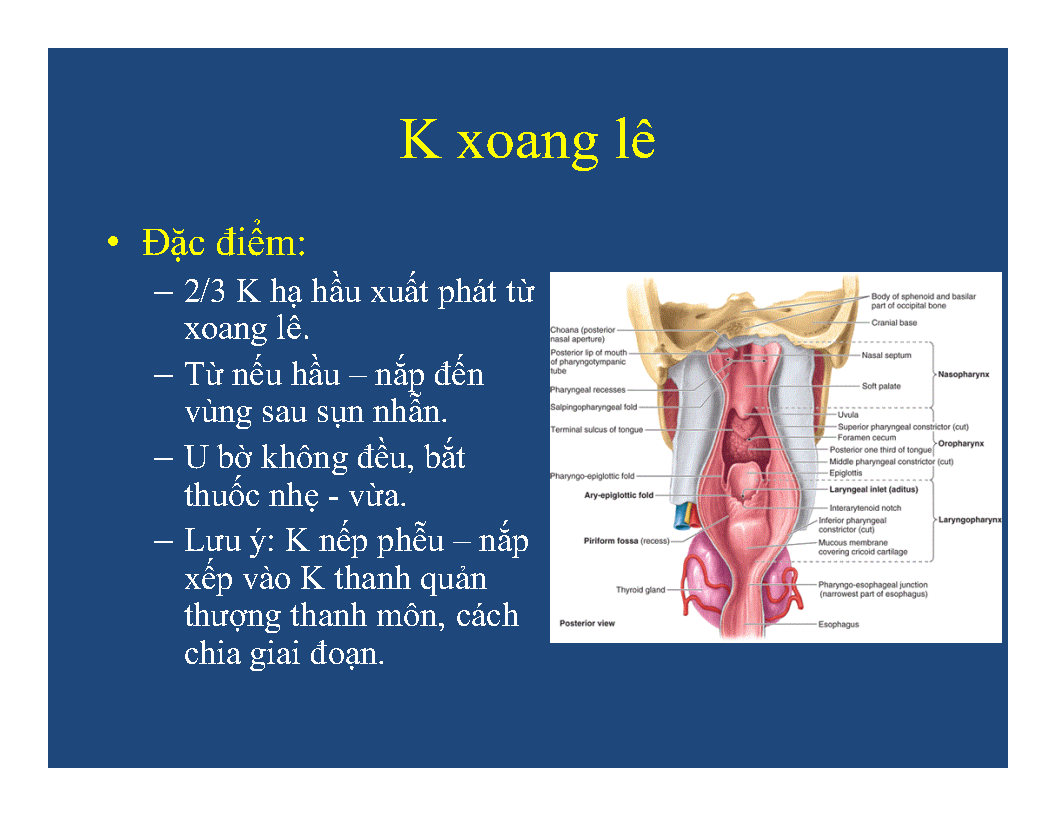 K xoang lê
• Đặc điểm:
– 2/3 K hạ hầu xuất phát từ
xoang lê.
– Từ nếu hầu – nắp đến
vùng sau sụn nhẫn.
– U bờ không đều, bắt
thuốc nhẹ - vừa.
– Lưu ý: K nếp phễu – nắp
xếp vào K thanh quản
thượng thanh môn, cách
chia giai đoạn.
Choana (posterior
nasal aperture)
Posterior lip of mouth
of pharyngotympanic
tube
Pharyngeal recesses
Salpingopharyngeal fold
Terminal sulcus of tongue
Pharyngo-epiglottic fold
Ary-epiglottic fold
Piriform fossa (recess)
Thyroid gland
Posterior view
Body of sphenoid and basilar
part of occipital bone
Cranial base
Nasal septum
Nasopharynx
Soft palate
Uvula
Superior pharyngeal constrictor (cut)
Foramen cecum
Oropharynx
Posterior one third of tongue
Middle pharyngeal constrictor (cut)
Epiglottis
Laryngeal inlet (aditus)
Interarytenoid notch
Inferior pharyngeal
constrictor (cut)
Laryngopharynx
Mucous membrane
covering cricoid cartilage
Pharyngo-esophageal junction
(narrowest part of esophagus)
Esophagus